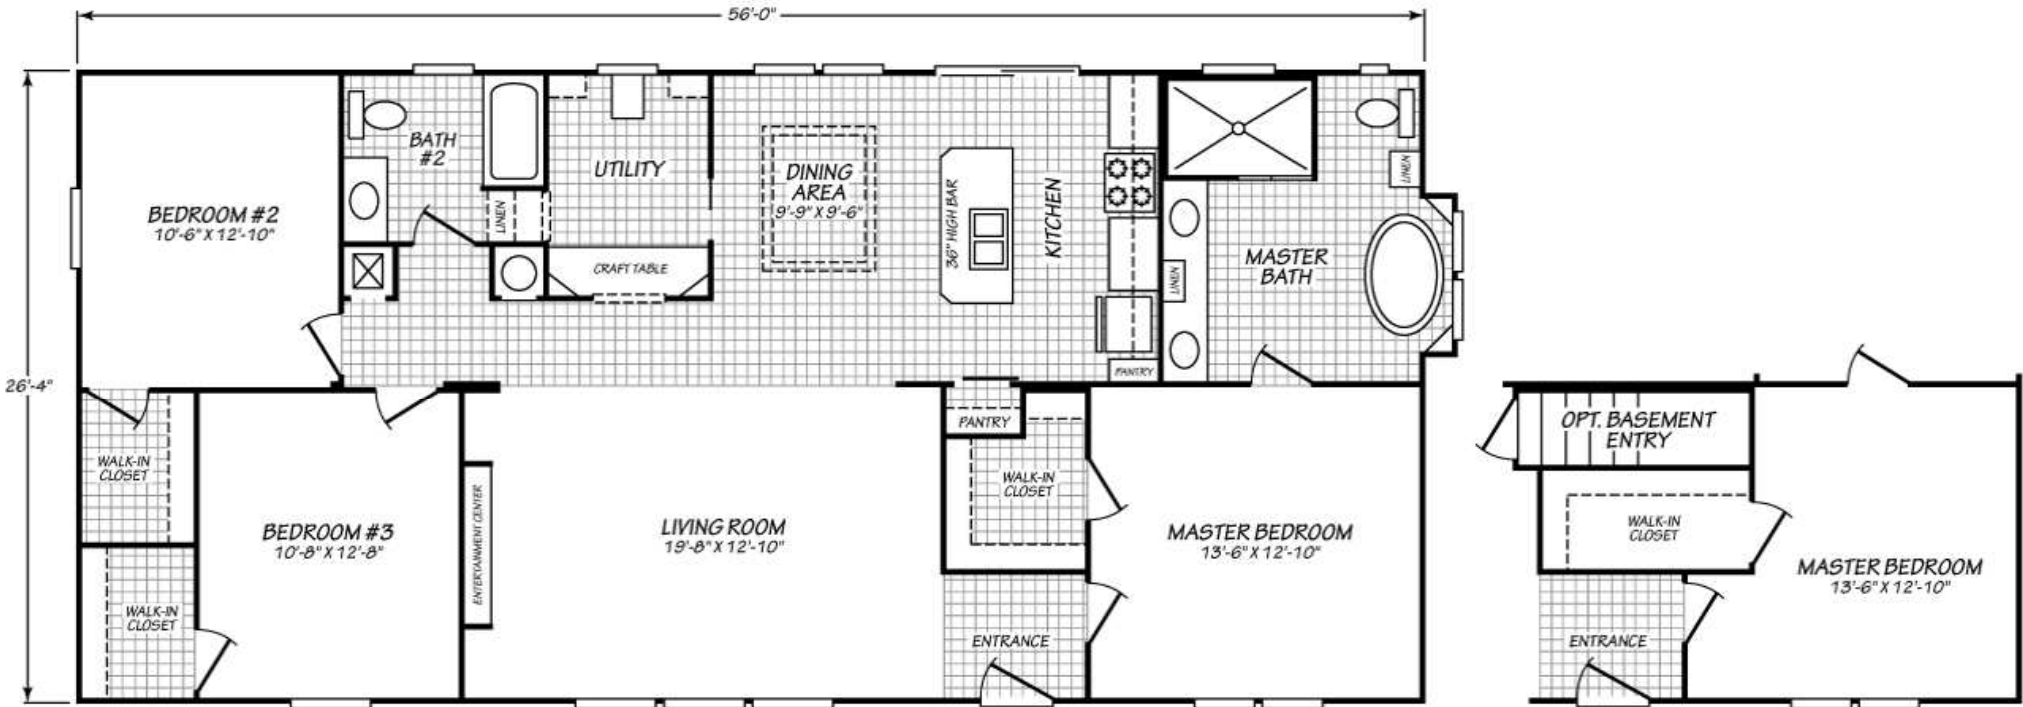 56'-0"
26'-4"
BEDROOM #2
10'-6" X 12'-10"
BATH
#2
LINEN
UTILITY
CRAFT TABLE
DINING
AREA
9'-9" X 9'-6"
36" HIGH BAR
KITCHEN
PANTRY
LINEN
LINEN
MASTER
BATH
WALK-IN
CLOSET
WALK-IN
CLOSET
BEDROOM #3
10'-8" X 12'-8"
ENTERTAINMENT CENTER
LIVING ROOM
19'-8" X 12'-10"
PANTRY
WALK-IN
CLOSET
ENTRANCE
MASTER BEDROOM
13'-6" X 12'-10"
OPT. BASEMENT
ENTRY
WALK-IN
CLOSET
MASTER BEDROOM
13'-6" X 12'-10"
ENTRANCE